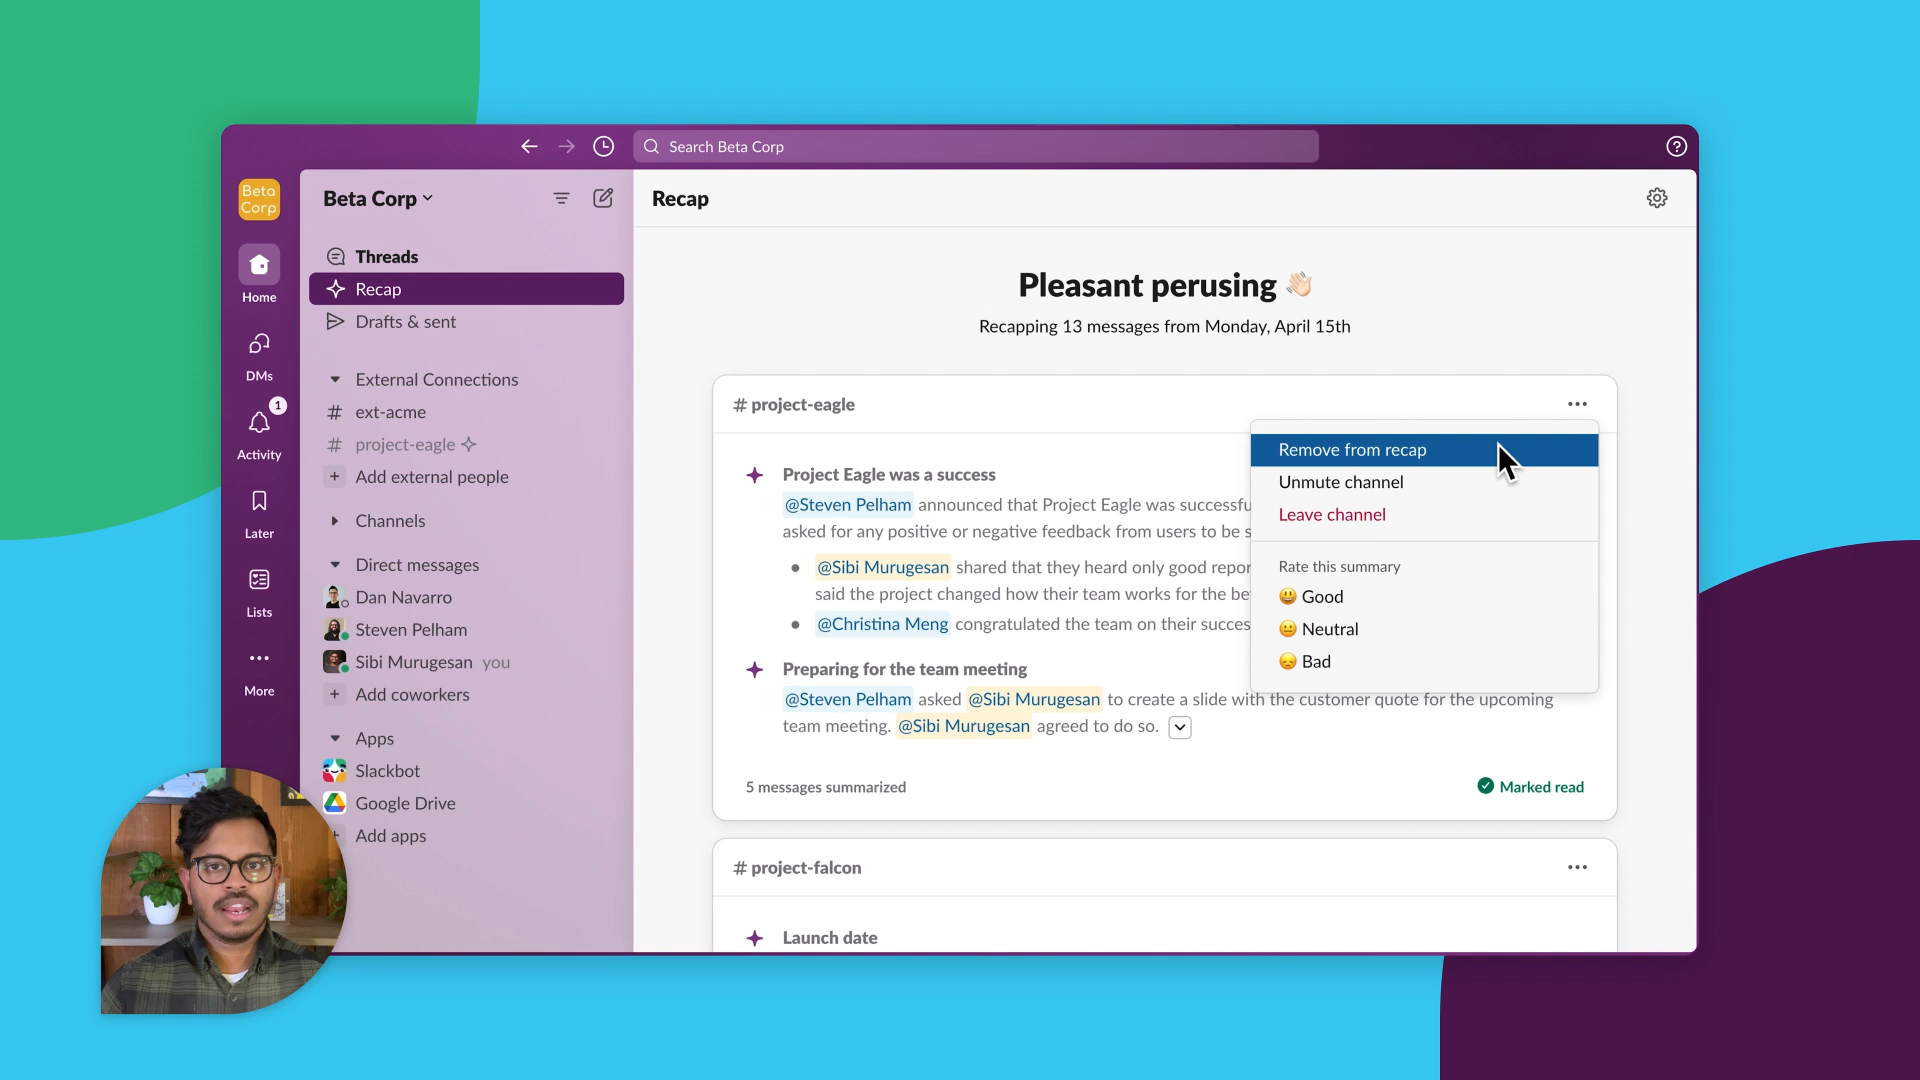 Search Beta Corp
Beta
Corp
Home
DMs
1
Activity
Later
Lists
More
Beta Corp
Threads
Recap
Drafts & sent
External Connections
# ext-acme
# project-eagle
+ Add external people
Channels
Direct messages
Dan Navarro
Steven Pelham
Sibi Murugesan you
+ Add coworkers
Apps
Slackbot
Google Drive
+ Add apps
Recap
Pleasant perusing 👋🏻
Recapping 13 messages from Monday, April 15th
# project-eagle
Project Eagle was a success
@Steven Pelham announced that Project Eagle was
asked for any positive or negative feedback from users to be
• @Sibi Murugesan shared that they heard only good
said the project changed how their team works for the
• @Christina Meng congratulated the team on their
Preparing for the team meeting
@Steven Pelham asked @Sibi Murugesan to create a slide with the customer quote for the upcoming
team meeting. @Sibi Murugesan agreed to do so.
5 messages summarized
Marked read
Remove from recap
Unmute channel
Leave channel
Rate this summary
😃 Good
😐 Neutral
😞 Bad
# project-falcon
Launch date